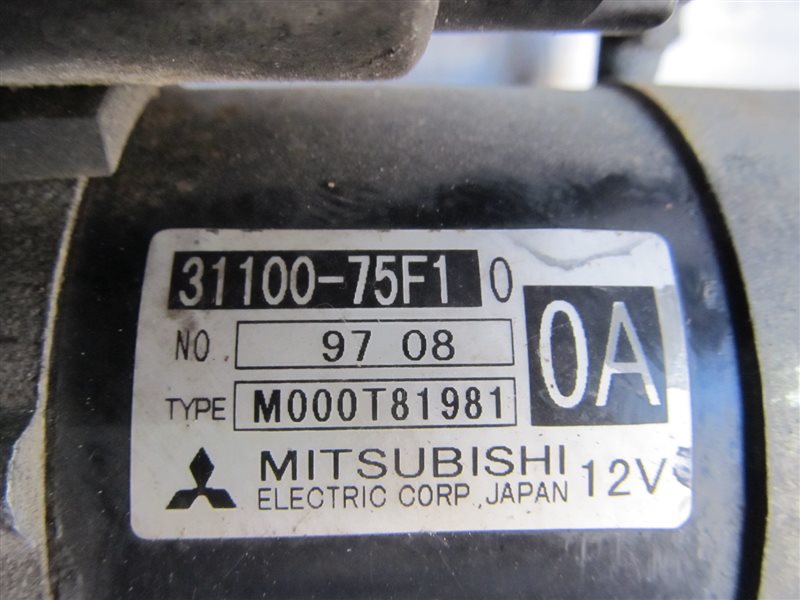 31100-75F1 0
0A
NO 97 08
TYPE M000T81981
MITSUBISHI
ELECTRIC CORP. JAPAN 12V